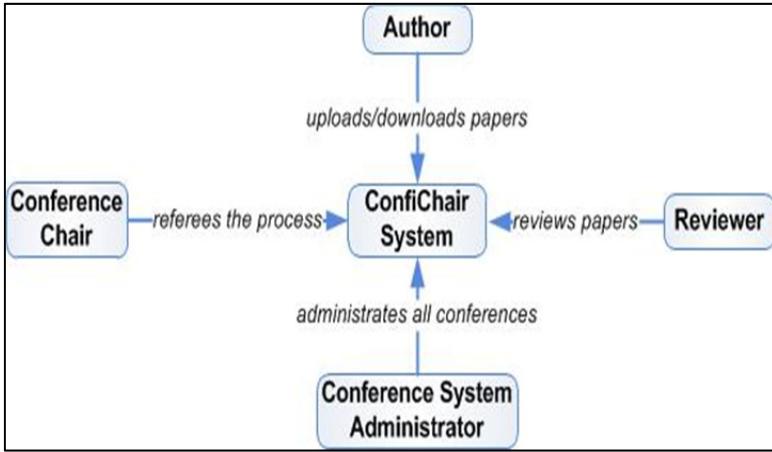 Author
uploads/downloads papers
Conference
Chair
referees the process
ConfiChair
System
reviews papers
Reviewer
administrates all conferences
Conference System
Administrator